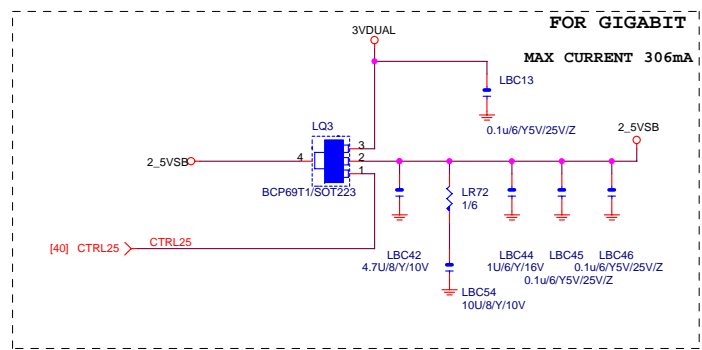 FOR GIGABIT
3VDUAL
MAX CURRENT 306mA
LBC13
0.1u/6/Y5V/25V/Z
LQ3
3
2_5VSB
4
2
2_5VSB
1
BCP69T1/SOT223
LR72
1/6
[40] CTRL25
CTRL25
LBC42
4.7U/8/Y/10V
LBC44
1U/6/Y/16V
LBC45
0.1u/6/Y5V/25V/Z
LBC46
0.1u/6/Y5V/25V/Z
LBC54
10U/8/Y/10V